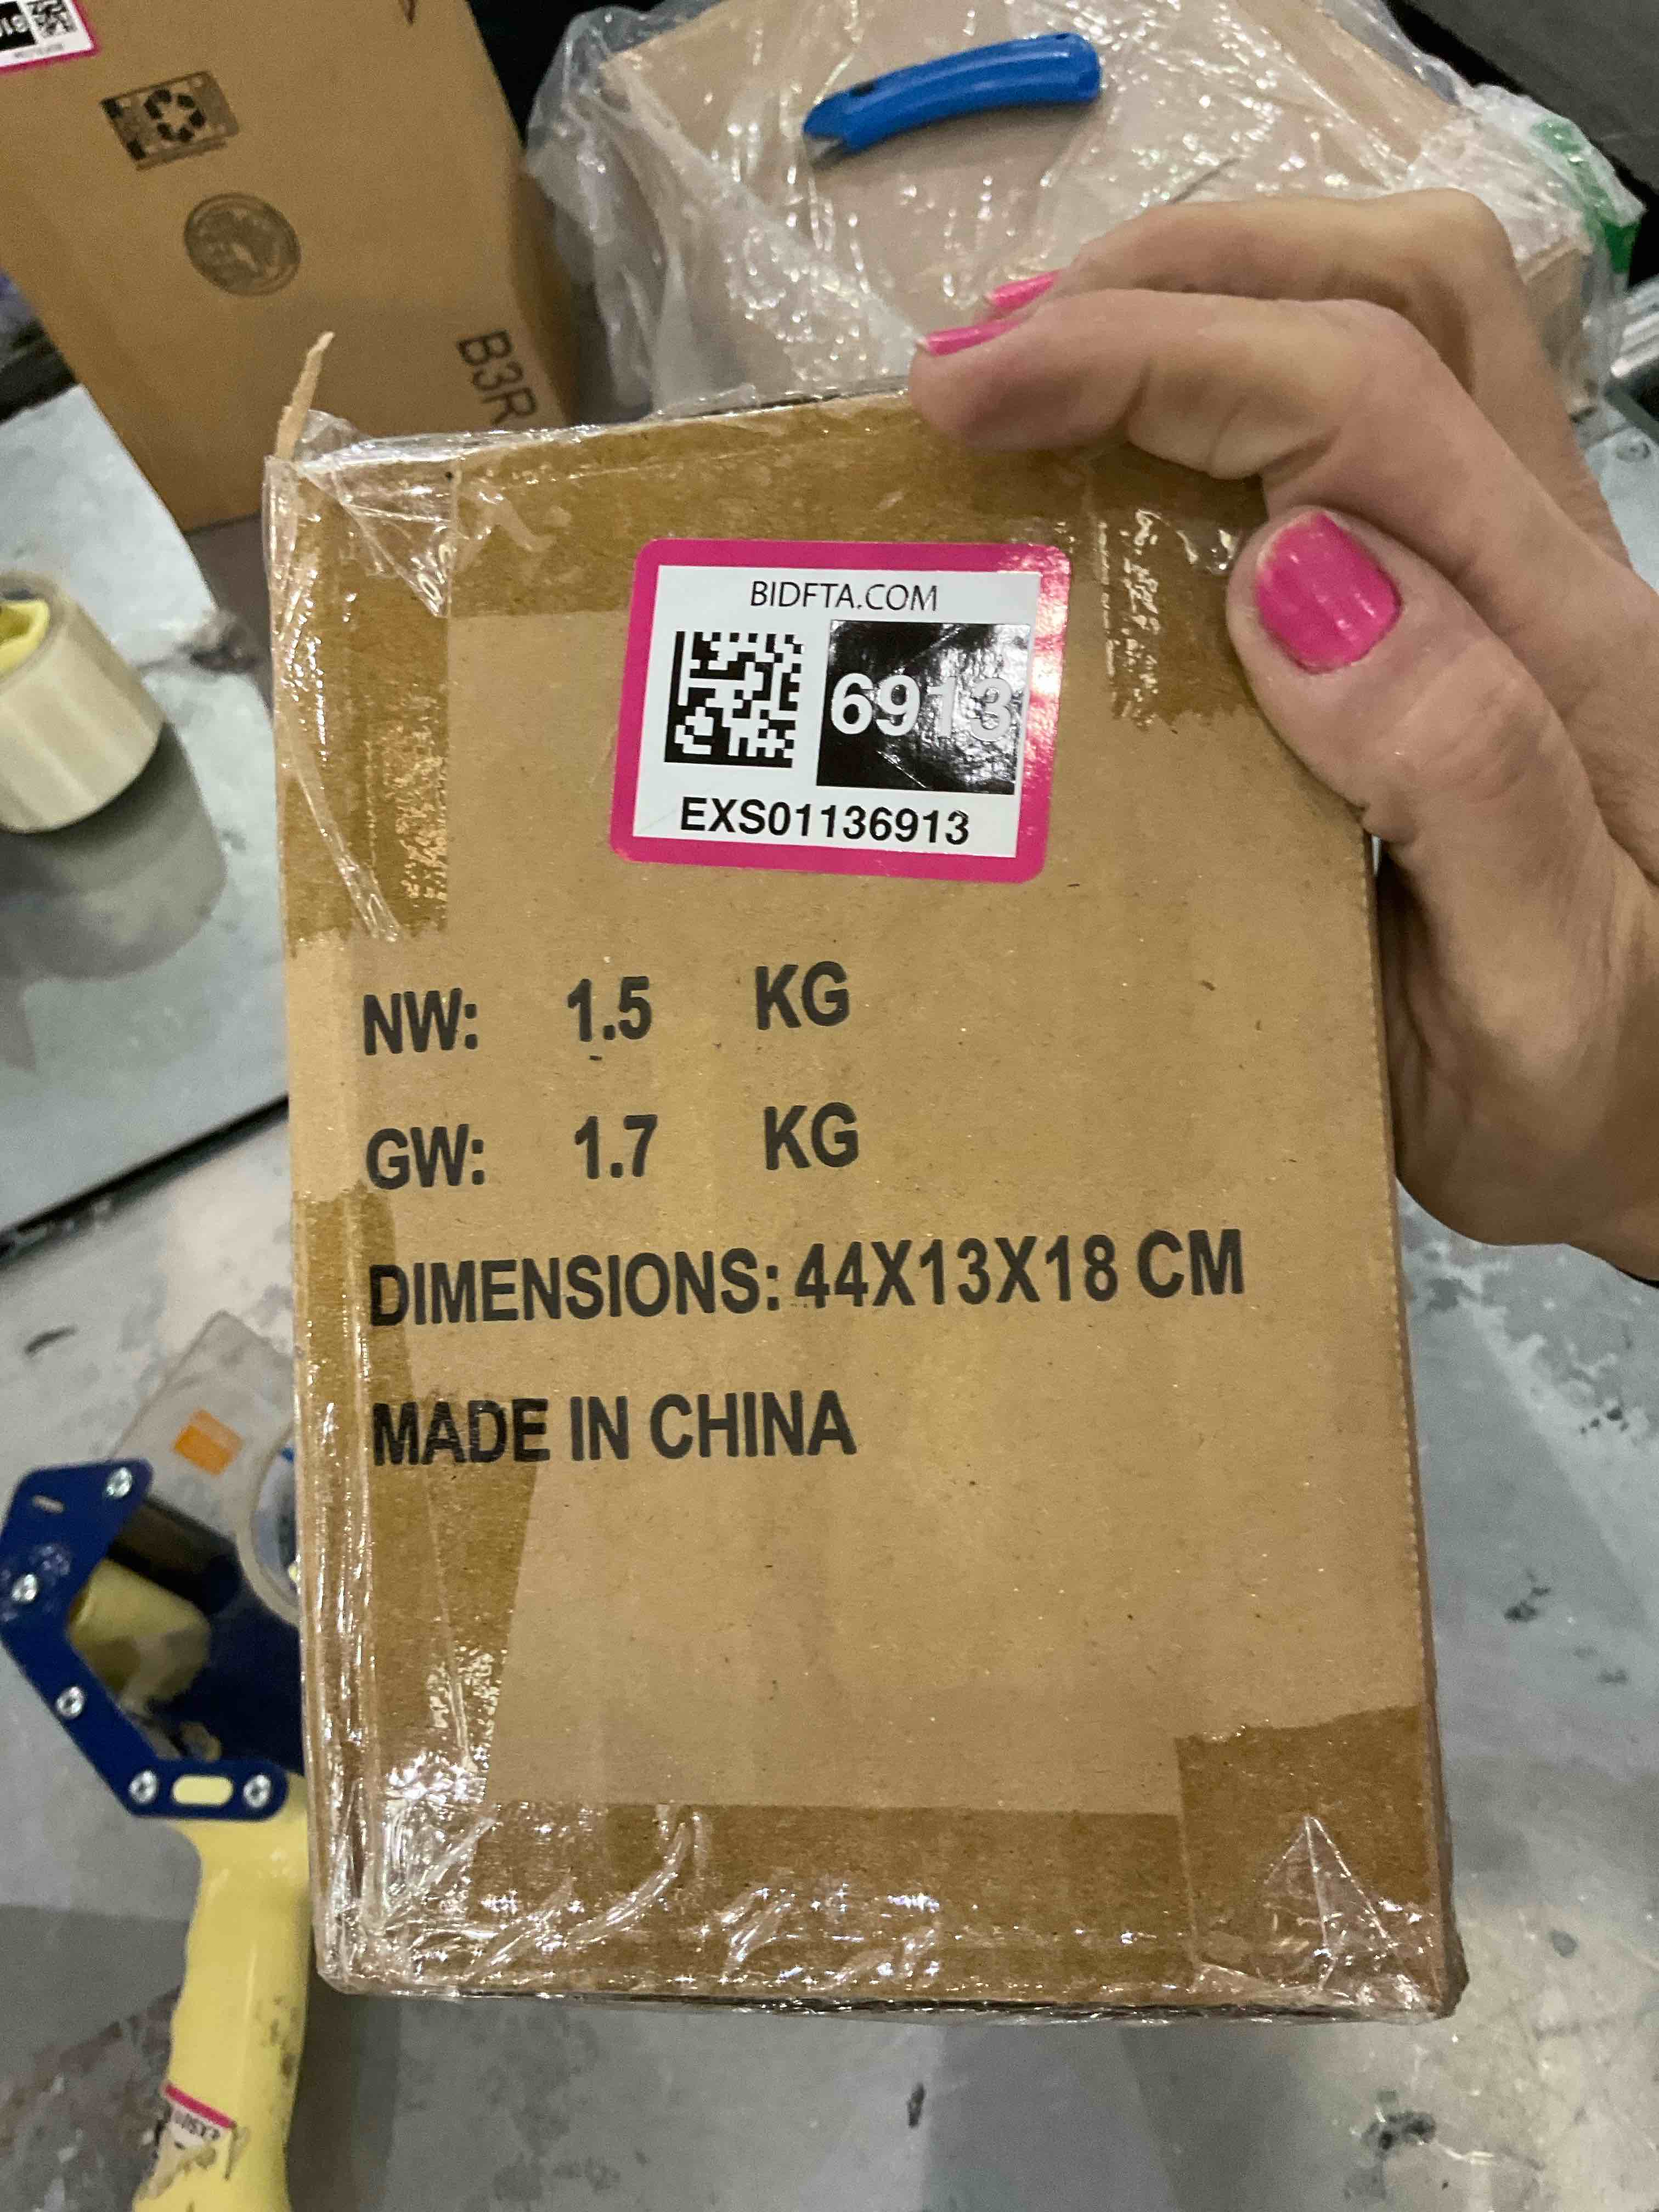 B3R
BIDFTA.COM
6913
EXS01136913
NW: 1.5 KG
GW: 1.7 KG
DIMENSIONS: 44X13X18 CM
MADE IN CHINA